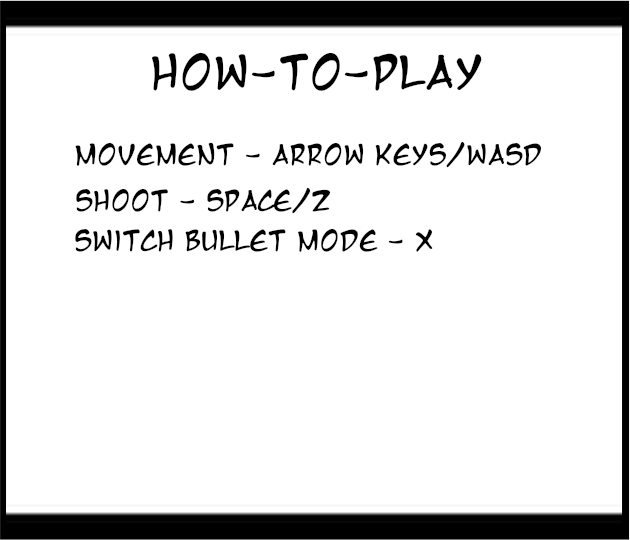 HOW-TO-PLAY
MOVEMENT - ARROW KEYS/WASD
SHOOT - SPACE/Z
SWITCH BULLET MODE - X